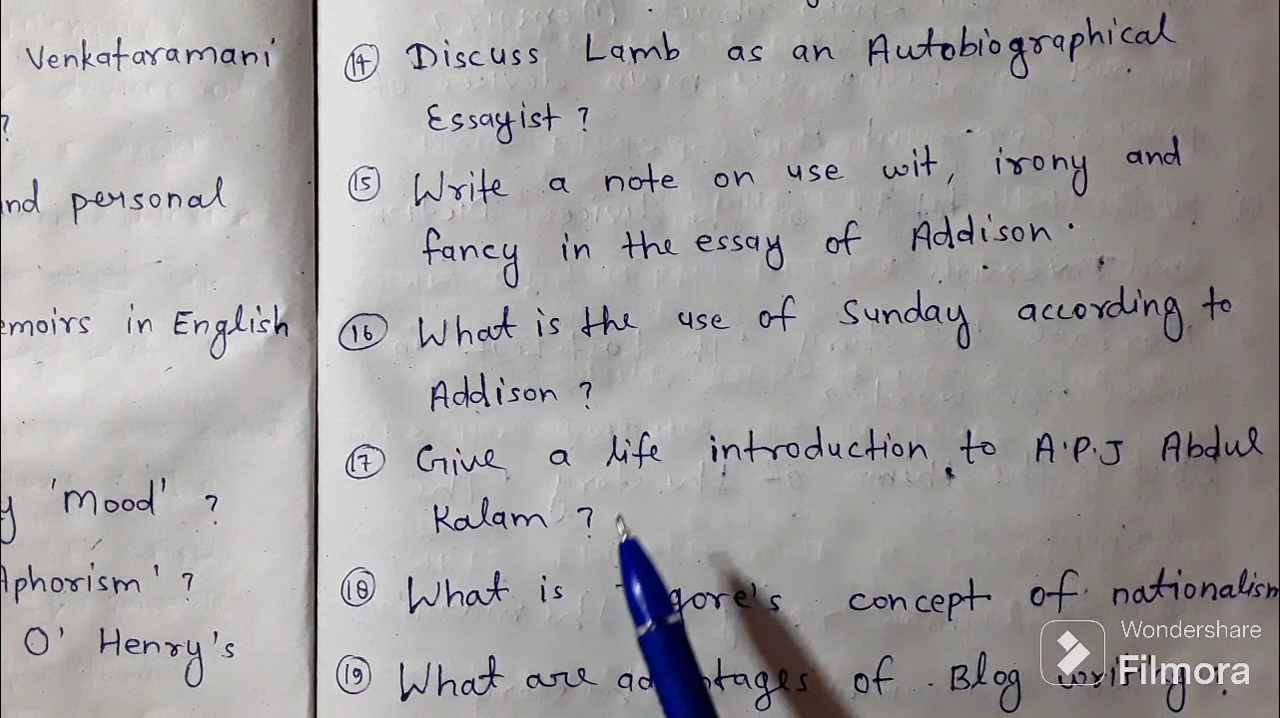 Venkataramani
?
nd personal
emoirs in English
y 'Mood' ?
Aphorism' ?
O' Henry's
14 Discuss Lamb as an Autobiographical
Essayist ?
15 Write a note on use wit, irony and
fancy in the essay of Addison.
16 What is the use of Sunday according to
Addison ?
17 Give a life introduction to A.P.J Abdul
Kalam ?
18 What is gore's concept of nationalism
19 What are of Blog writing ?
Wondershare
Filmora